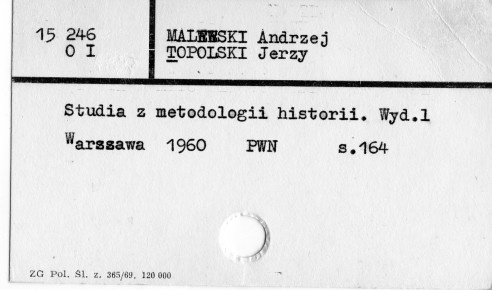 15 246
O I
MALEWSKI Andrzej
TOPOLSKI Jerzy
Studia z metodologii historii. Wyd.1
Warszawa 1960 PWN s.164
ZG Pol. Śl. z. 365/69. 120 000